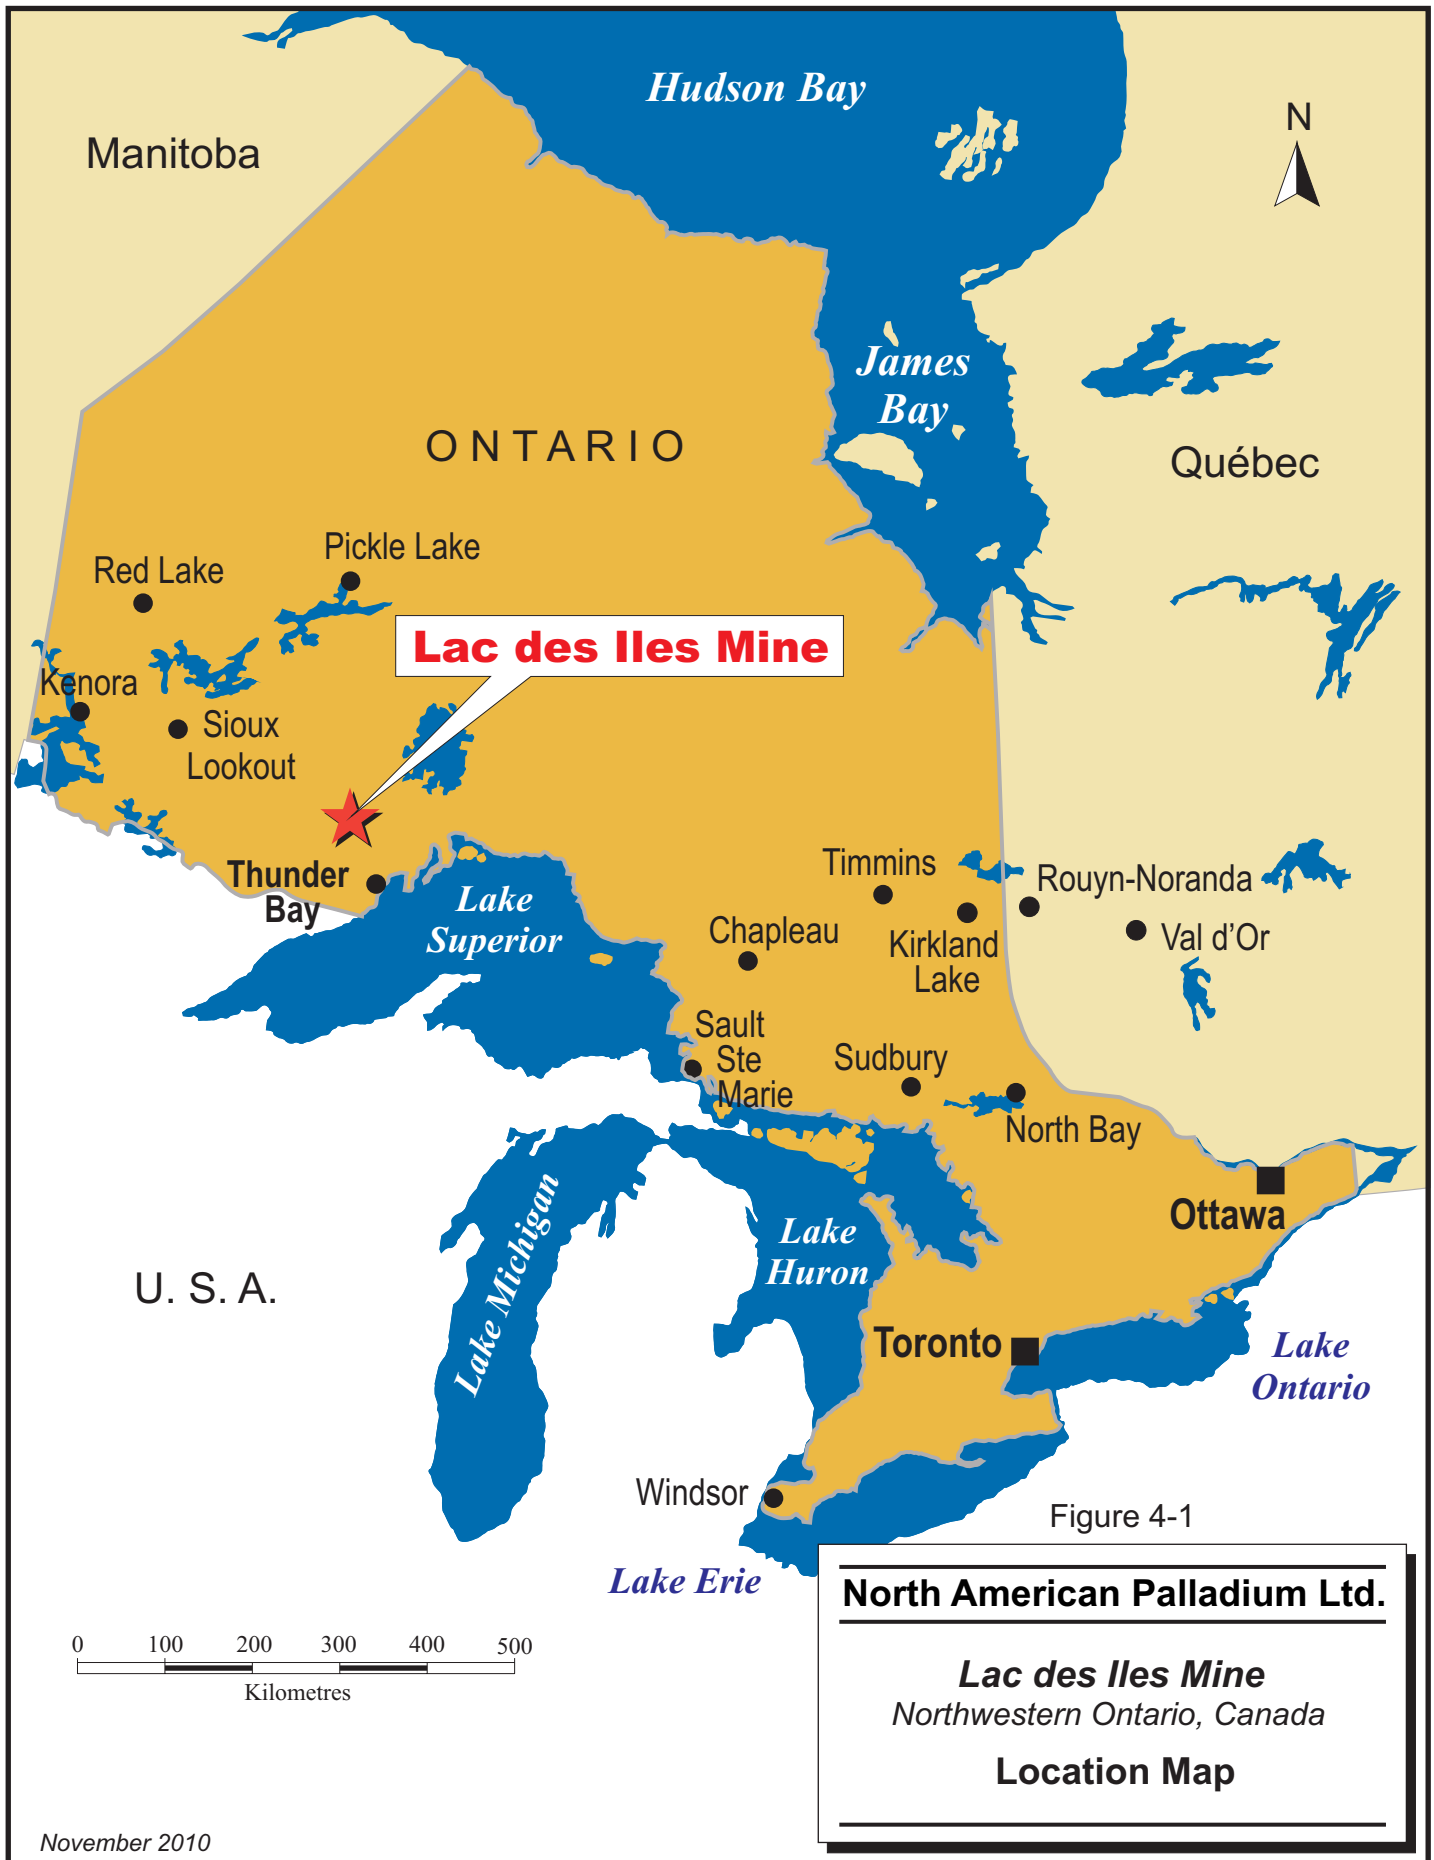 Hudson Bay
N
Manitoba
James
Bay
ONTARIO
Québec
Pickle Lake
Red Lake
Lac des Iles Mine
Kenora
Sioux
Lookout
Thunder
Bay
Lake
Superior
Timmins
Rouyn-Noranda
Chapleau
Kirkland
Lake
Val d'Or
Sault
Ste
Marie
Sudbury
North Bay
Ottawa
Lake Michigan
Lake
Huron
U. S. A.
Toronto
Lake
Ontario
Windsor
Lake Erie
Figure 4-1
0 100 200 300 400 500
Kilometres
North American Palladium Ltd.
Lac des Iles Mine
Northwestern Ontario, Canada
Location Map
November 2010